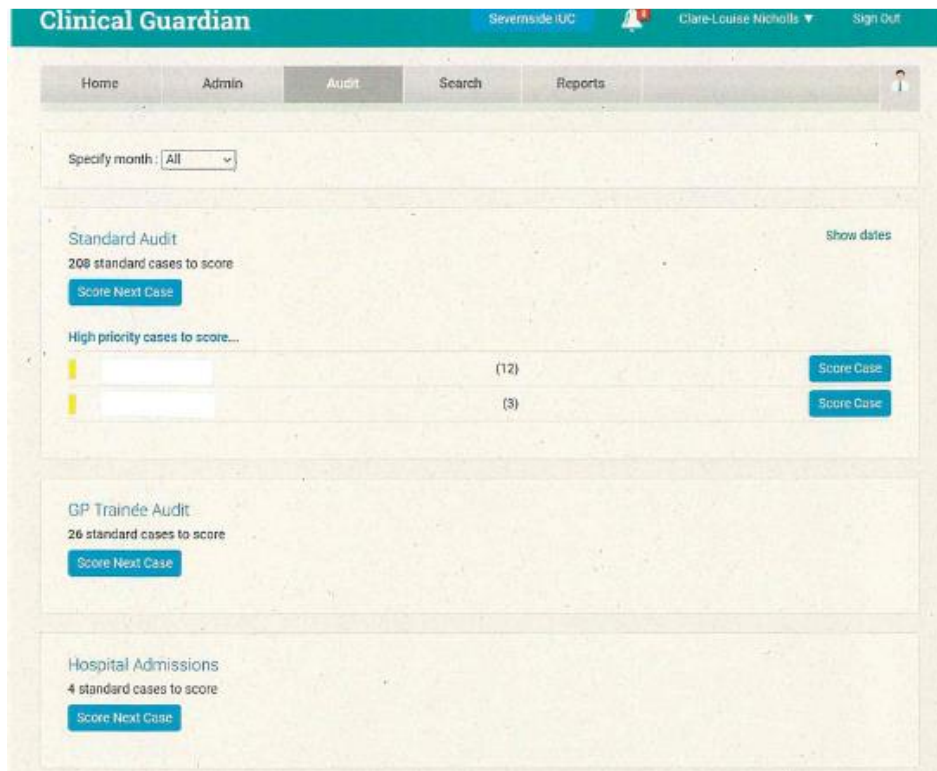 Clinical Guardian
Severnside IUC
Clare-Louise Nicholls ▼
Sign Out
Home
Admin
Audit
Search
Reports
Specify month : All
Standard Audit
Show dates
208 standard cases to score
Score Next Case
High priority cases to score...
(12)
Score Case
(3)
Score Case
GP Trainee Audit
26 standard cases to score
Score Next Case
Hospital Admissions
4 standard cases to score
Score Next Case